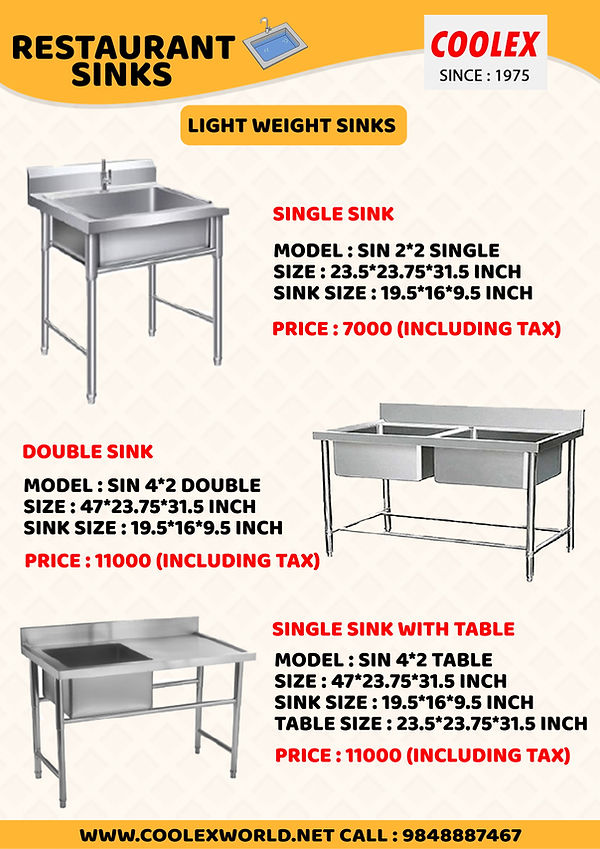 RESTAURANT
SINKS
COOLEX
SINCE : 1975
LIGHT WEIGHT SINKS
SINGLE SINK
MODEL : SIN 2*2 SINGLE
SIZE : 23.5*23.75*31.5 INCH
SINK SIZE : 19.5*16*9.5 INCH
PRICE : 7000 (INCLUDING TAX)
DOUBLE SINK
MODEL : SIN 4*2 DOUBLE
SIZE : 47*23.75*31.5 INCH
SINK SIZE : 19.5*16*9.5 INCH
PRICE : 11000 (INCLUDING TAX)
SINGLE SINK WITH TABLE
MODEL : SIN 4*2 TABLE
SIZE : 47*23.75*31.5 INCH
SINK SIZE : 19.5*16*9.5 INCH
TABLE SIZE : 23.5*23.75*31.5 INCH
PRICE : 11000 (INCLUDING TAX)
WWW.COOLEXWORLD.NET CALL : 9848887467